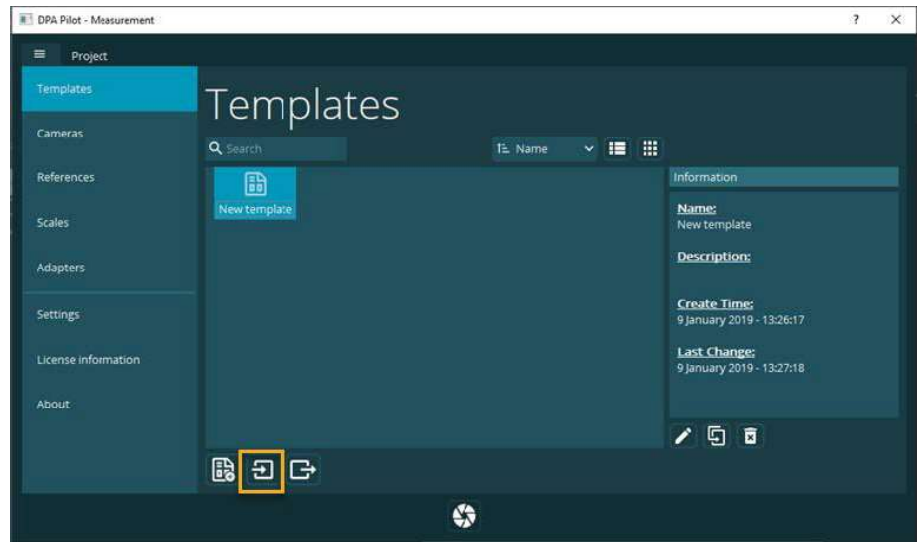 DPA Pilot - Measurement
?
Project
Templates
Cameras
References
Scales
Adapters
Settings
License information
About
Templates
Search
Name
New template
Information
Name:
New template
Description:
Create Time:
9 January 2019 - 13:26:17
Last Change:
9 January 2019 - 13:27:18